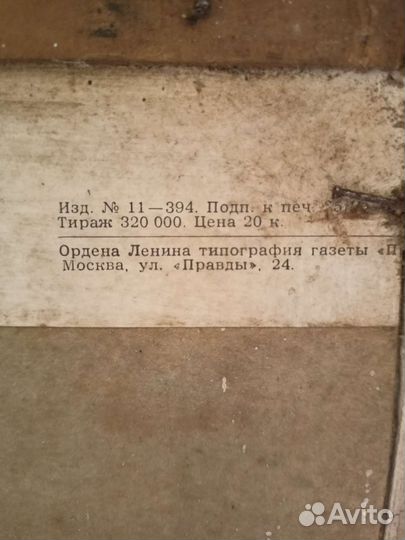 Изд. № 11—394. Подп. к печ.
Тираж 320 000. Цена 20 к.
Ордена Ленина типография газеты «П
Москва, ул. «Правды», 24.
Avito